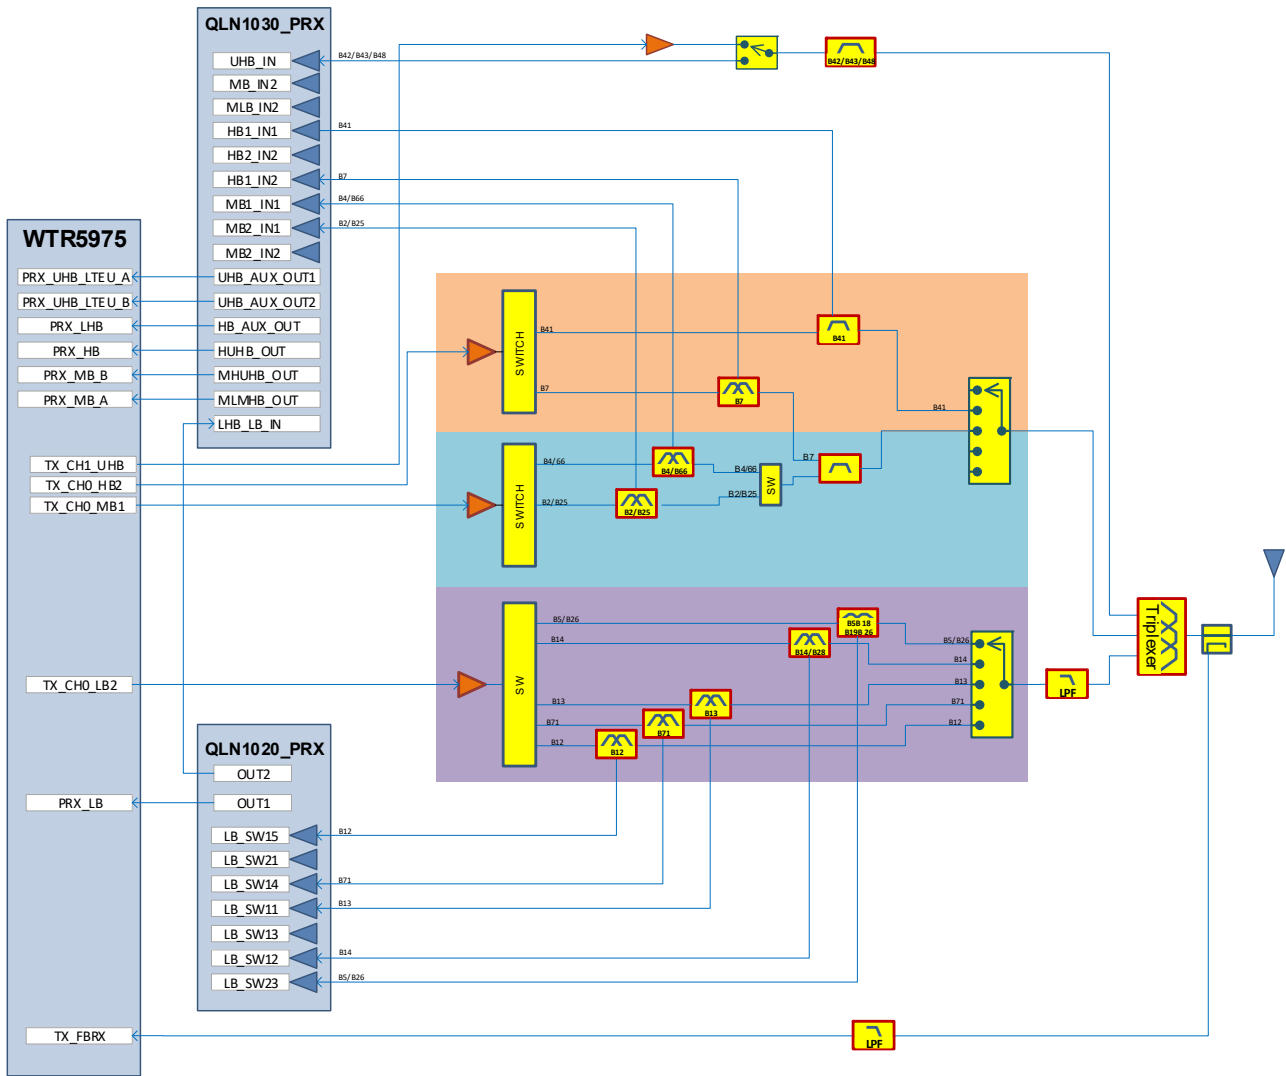 QLN1030_PRX
UHB_IN
B42/B43/B48
B42/B43/B48
MB_IN2
MLB_IN2
HB1_IN1
B41
HB2_IN2
HB1_IN2
B7
MB1_IN1
B4/B66
MB2_IN1
B2/B25
MB2_IN2
WTR5975
PRX_UHB_LTEU_A
UHB_AUX_OUT1
PRX_UHB_LTEU_B
UHB_AUX_OUT2
PRX_LHB
HB_AUX_OUT
PRX_HB
HUHB_OUT
PRX_MB_B
MHUHB_OUT
PRX_MB_A
MLMHB_OUT
LHB_LB_IN
SWITCH
B41
B41
B7
B7
B41
TX_CH1_UHB
TX_CH0_HB2
TX_CH0_MB1
SWITCH
B4/66
B4/B66
B4/66
B7
SW
B2/B25
B2/B25
B2/B25
TX_CH0_LB2
SW
B5/B26
B5B 18
B19B 26
B5/B26
B14
B14/B28
B14
B13
B13
B13
B71
B71
B71
B12
B12
B12
LPF
Triplexer
QLN1020_PRX
OUT2
PRX_LB
OUT1
LB_SW15
B12
LB_SW21
LB_SW14
B71
LB_SW11
B13
LB_SW13
LB_SW12
B14
LB_SW23
B5/B26
TX_FBRX
LPF